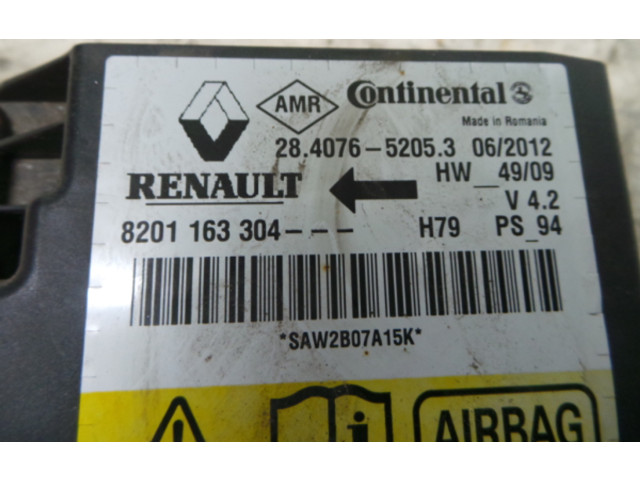 AMR Continental
Made in Romania
28.4076-5205.3 06/2012
RENAULT HW__49/09
V 4.2
8201 163 304--- H79 PS_94
*SAW2B07A15K*
! i AIRBAG